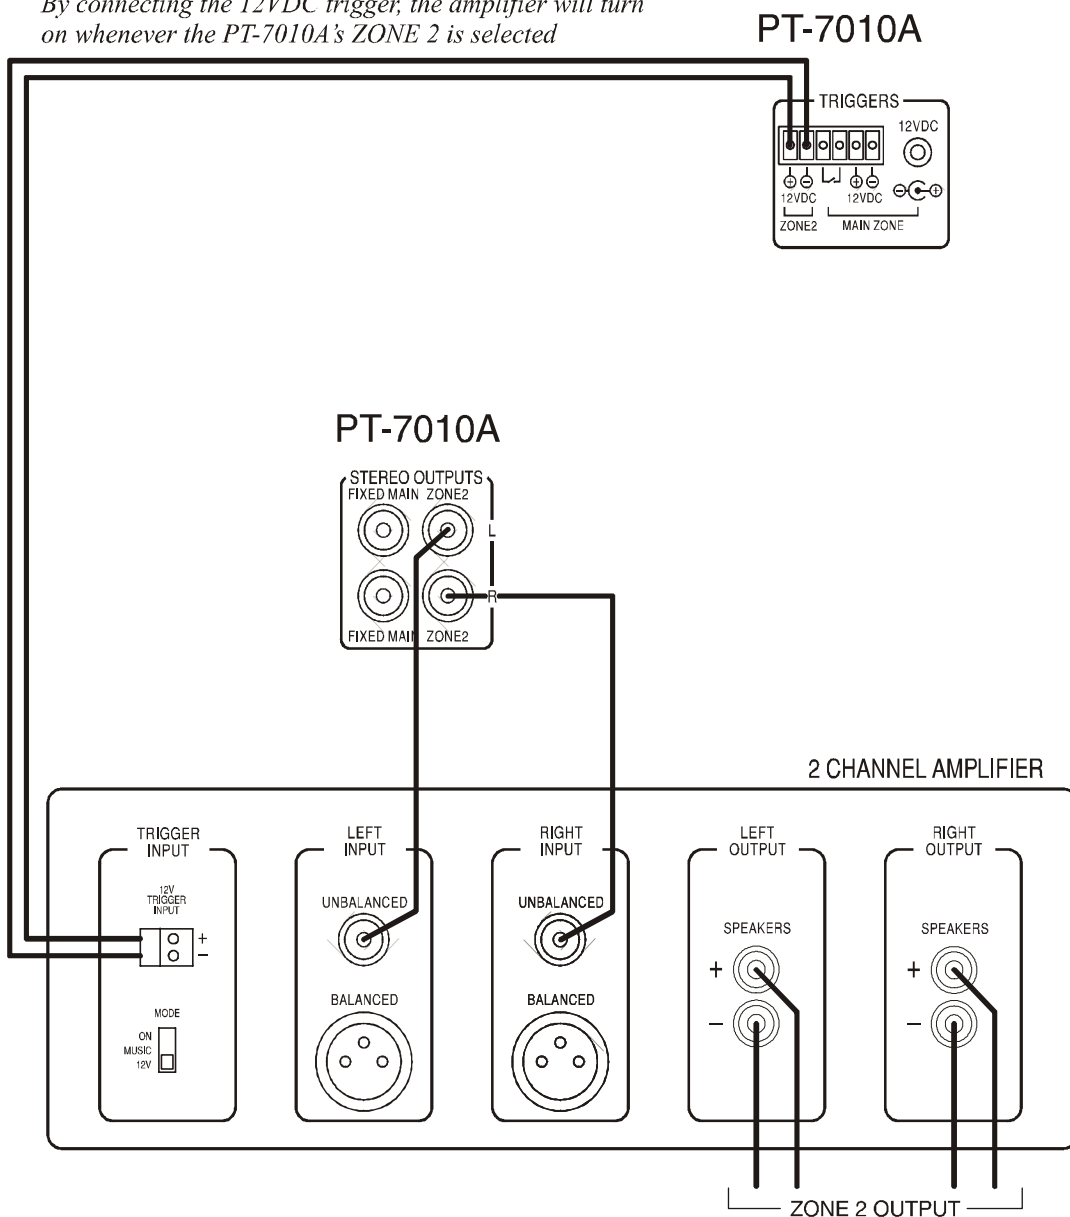 By connecting the 12VDC trigger, the amplifier will turn
on whenever the PT-7010A's ZONE 2 is selected
PT-7010A
TRIGGERS
12VDC
+ −
+ −
− +
12VDC
12VDC
ZONE2
MAIN ZONE
PT-7010A
STEREO OUTPUTS
FIXED MAIN ZONE2
L
R
FIXED MAIN ZONE2
2 CHANNEL AMPLIFIER
TRIGGER
INPUT
12V
TRIGGER
INPUT
+
−
MODE
ON
MUSIC
12V
LEFT
INPUT
UNBALANCED
BALANCED
RIGHT
INPUT
UNBALANCED
BALANCED
LEFT
OUTPUT
SPEAKERS
+
−
RIGHT
OUTPUT
SPEAKERS
+
−
ZONE 2 OUTPUT